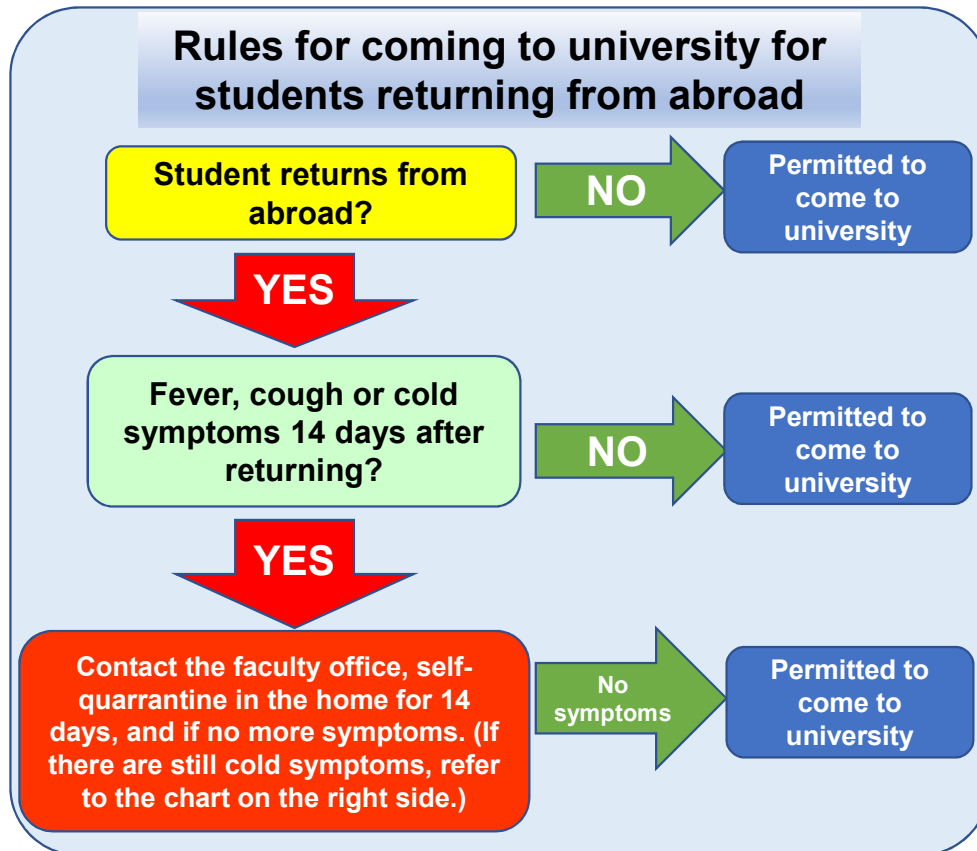 Rules for coming to university for
students returning from abroad
Student returns from
abroad?
NO
Permitted to
come to
university
YES
Fever, cough or cold
symptoms 14 days after
returning?
NO
Permitted to
come to
university
YES
Contact the faculty office, self-
quarantine in the home for 14
days, and if no more symptoms. (If
there are still cold symptoms, refer
to the chart on the right side.)
No
symptoms
Permitted to
come to
university